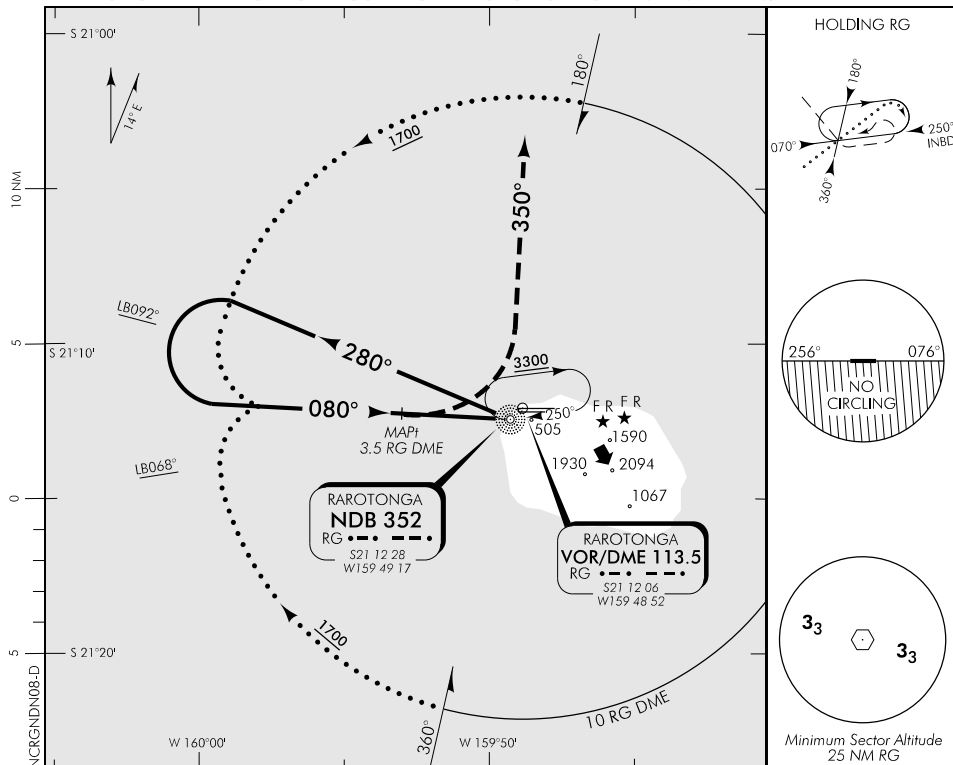 S 21°00'
14° E
180°
1700
10 NM
350°
LB092°
5
S 21°10'
280°
3300
080°
250°
F R F R
505
MAPt
3.5 RG DME
1590
1930
2094
LB068°
0
1067
RAROTONGA
NDB 352
RG
S21 12 28
W159 49 17
RAROTONGA
VOR/DME 113.5
RG
S21 12 06
W159 48 52
1700
5
S 21°20'
10 RG DME
360°
W 160°00'
W 159°50'
NCRGNDN08-D
HOLDING RG
180°
070°
250°
INBD
360°
256°
076°
NO
CIRCLING
33
33
Minimum Sector Altitude
25 NM RG